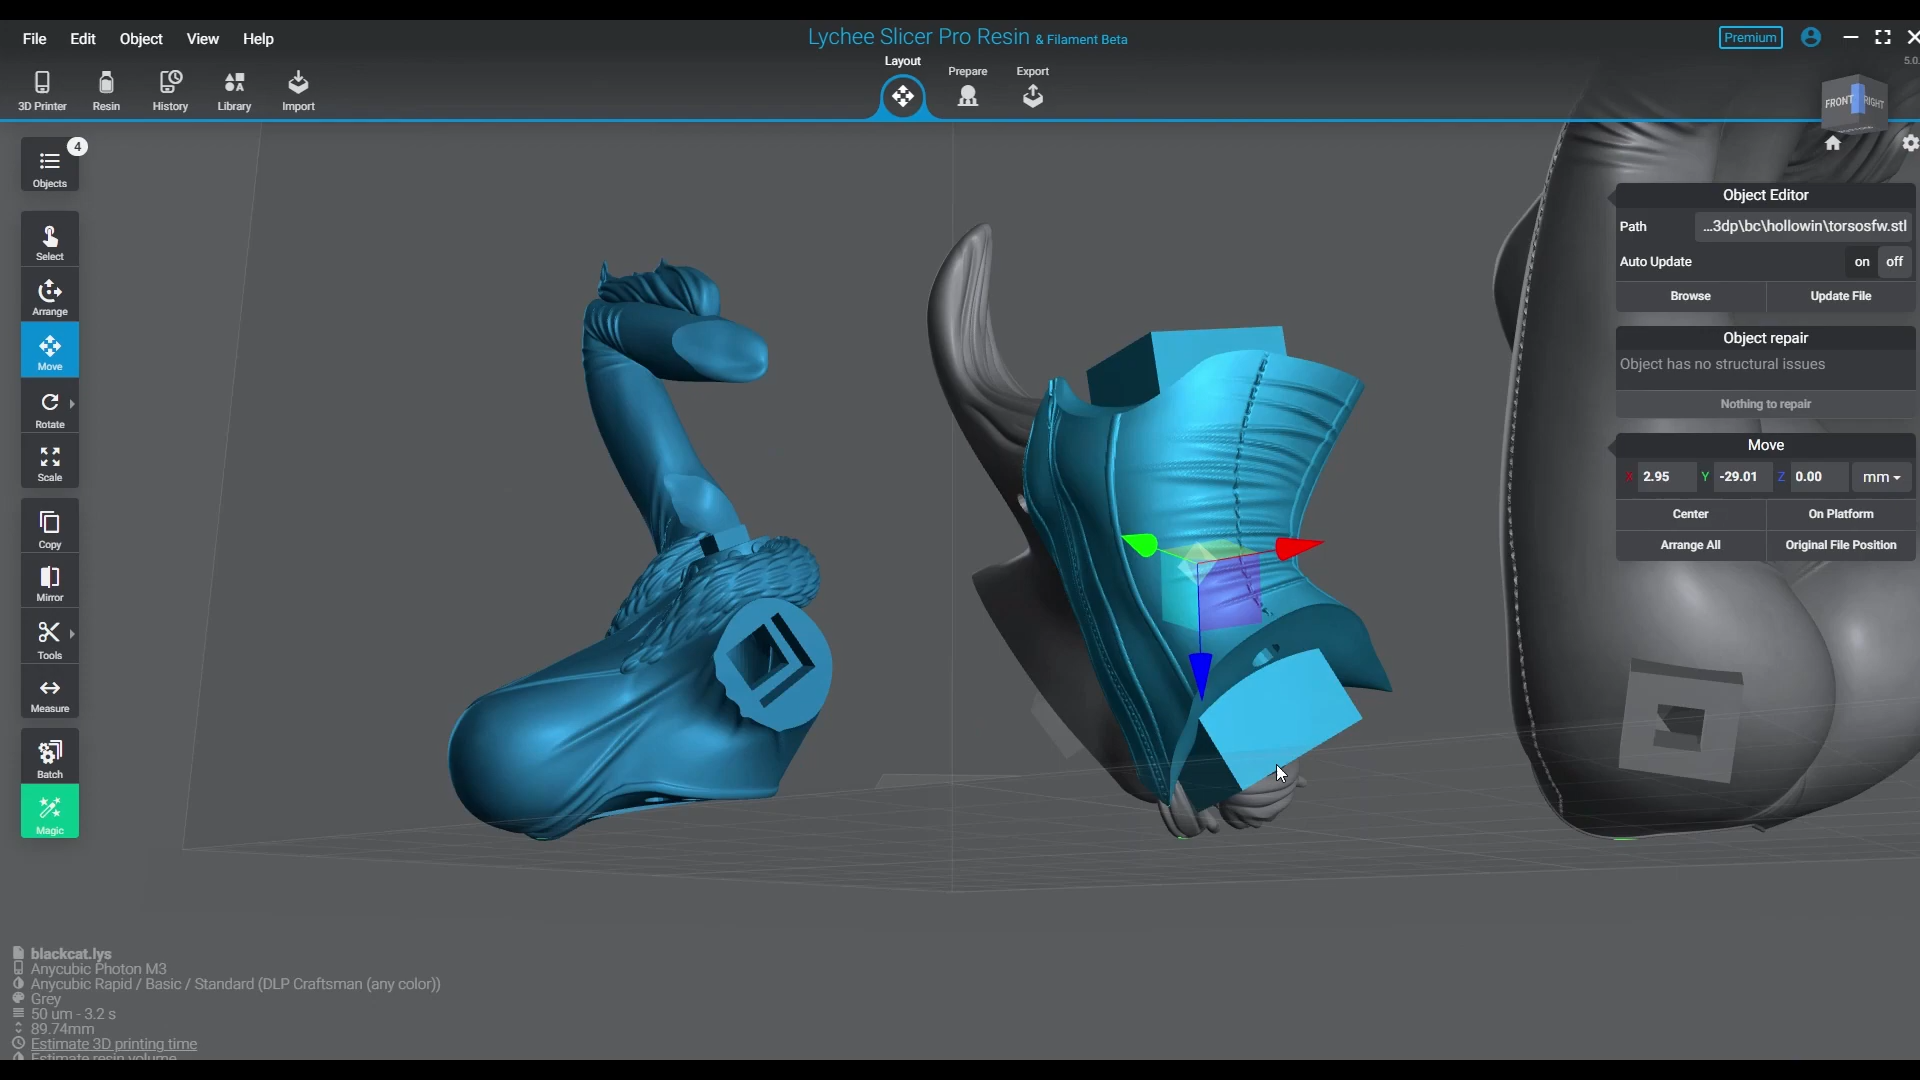 File Edit Object View Help
Lychee Slicer Pro Resin & Filament Beta
Premium
5.0.
3D Printer Resin History Library Import
Layout Prepare Export
FRONT RIGHT
4
Objects
Select
Arrange
Move
Rotate
Scale
Copy
Mirror
Tools
Measure
Batch
Magic
Object Editor
Path ...3dp\bc\hollowin\torsosfw.stl
Auto Update on off
Browse Update File
Object repair
Object has no structural issues
Nothing to repair
Move
X 2.95 Y -29.01 Z 0.00 mm
Center On Platform
Arrange All Original File Position
blackcat.lys
Anycubic Photon M3
Anycubic Rapid / Basic / Standard (DLP Craftsman (any color))
Grey
50 um - 3.2 s
89.74mm
Estimate 3D printing time
Estimate resin volume